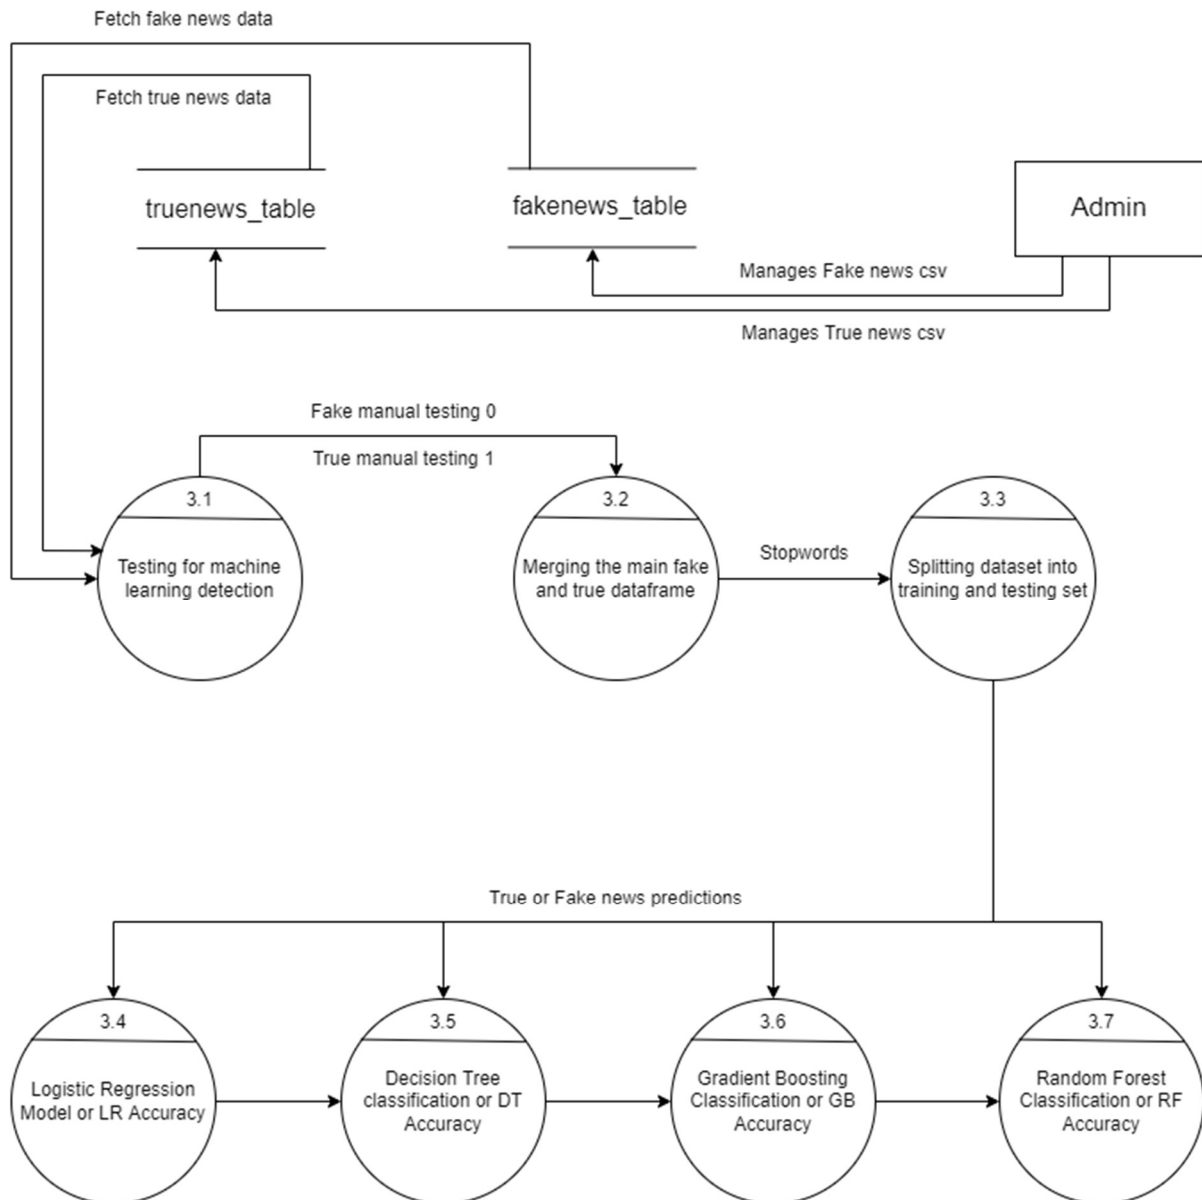 Fetch fake news data
Fetch true news data
truenews_table
fakenews_table
Admin
Manages Fake news csv
Manages True news csv
Fake manual testing 0
True manual testing 1
3.1
Testing for machine
learning detection
3.2
Merging the main fake
and true dataframe
Stopwords
3.3
Splitting dataset into
training and testing set
True or Fake news predictions
3.4
Logistic Regression
Model or LR Accuracy
3.5
Decision Tree
classification or DT
Accuracy
3.6
Gradient Boosting
Classification or GB
Accuracy
3.7
Random Forest
Classification or RF
Accuracy